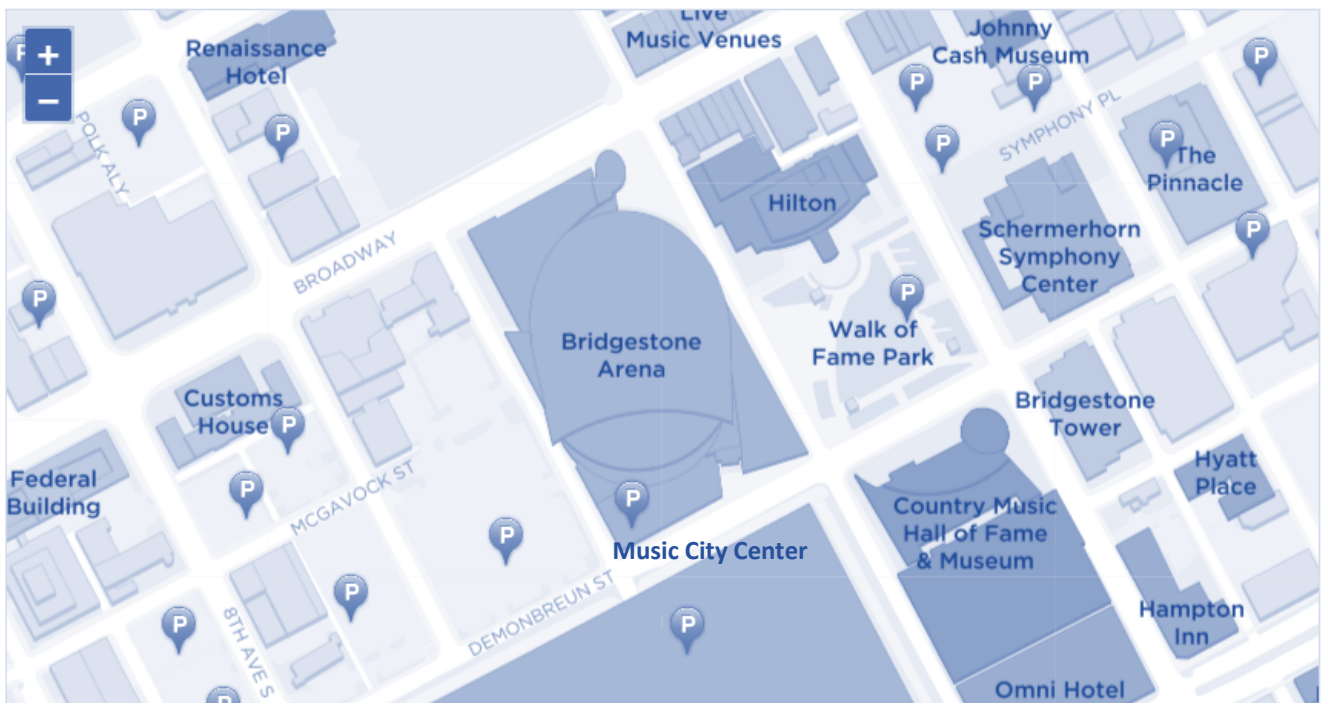 Live
Music Venues
Renaissance
Hotel
Johnny
Cash Museum
P
+
−
P
P
P
P
P
P
P
POLK ALY
SYMPHONY PL
P
The
Pinnacle
Hilton
Schermerhorn
Symphony
Center
P
BROADWAY
P
P
Walk of
Fame Park
Bridgestone
Arena
Customs
House
P
Bridgestone
Tower
Federal
Building
P
MCGAVOCK ST
P
P
Hyatt
Place
Country Music
Hall of Fame
& Museum
Music City Center
DEMONBREUN ST
P
P
P
8TH AVE S
Hampton
Inn
Omni Hotel
P